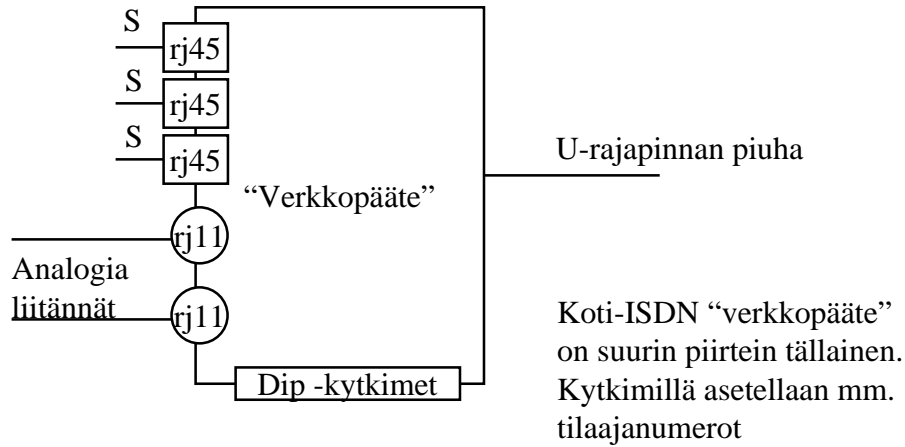 S
rj45
S
rj45
S
rj45
U-rajapinnan piuha
“Verkkopääte”
rj11
Analogia
liitännät
rj11
Koti-ISDN “verkkopääte”
on suurin piirtein tällainen.
Dip -kytkimet
Kytkimillä asetellaan mm.
tilaajanumerot